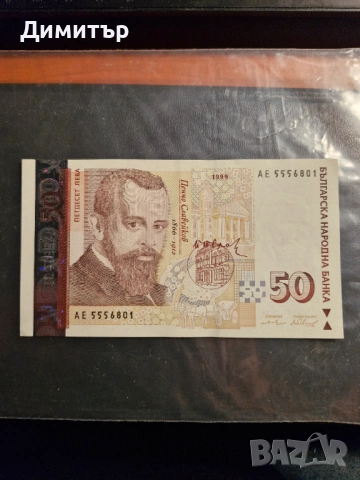 Димитър
ПЕТДЕСЕТ ЛЕВА
Пенчо Славейков
1866 - 1912
1999
АЕ 5556801
БЪЛГАРСКА НАРОДНА БАНКА
50
АЕ 5556801
BAZAR